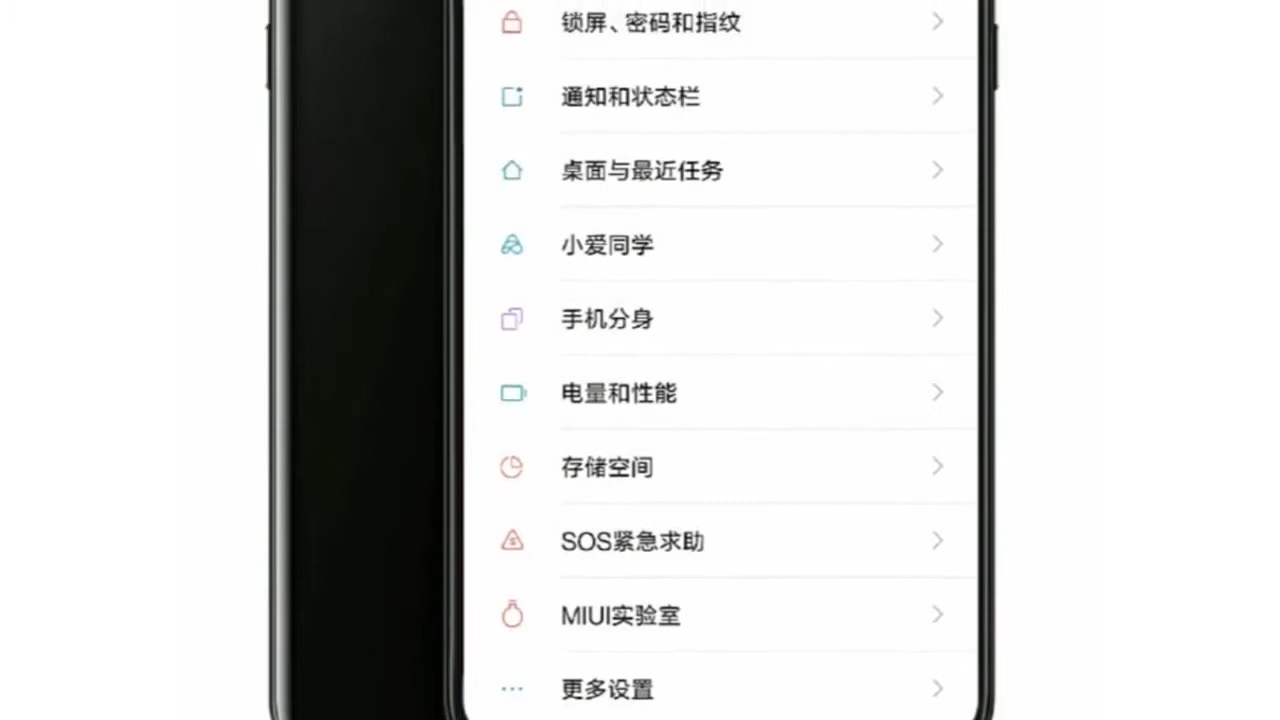 锁屏、密码和指纹
通知和状态栏
桌面与最近任务
小爱同学
手机分身
电量和性能
存储空间
SOS紧急求助
MIUI实验室
更多设置